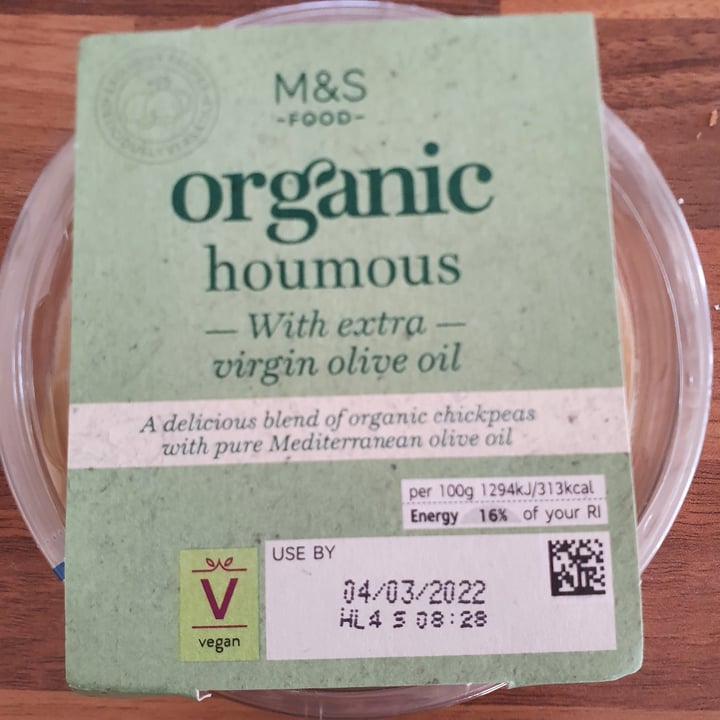 M&S
-FOOD-
organic
houmous
— With extra —
virgin olive oil
A delicious blend of organic chickpeas
with pure Mediterranean olive oil
per 100g 1294kJ/313kcal
Energy 16% of your RI
USE BY
04/03/2022
HL4 S 08:28
V
vegan